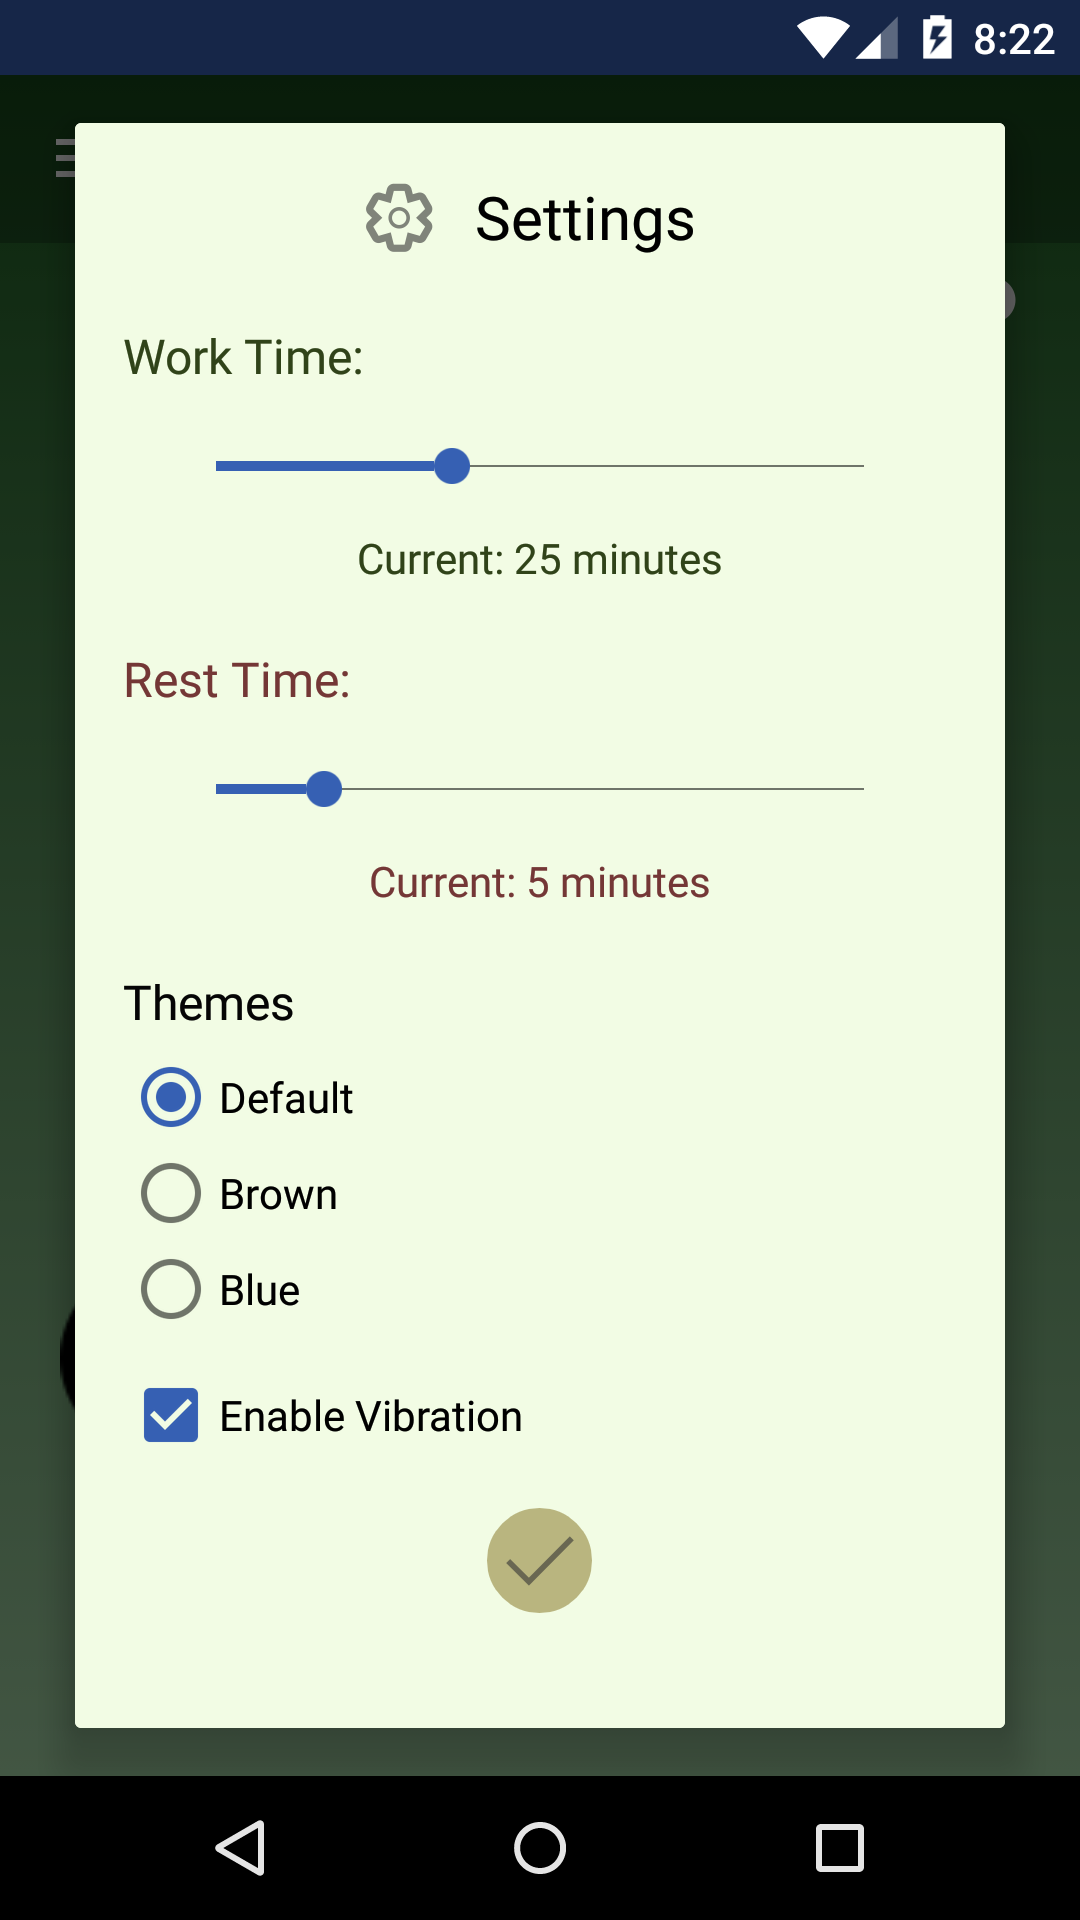 8:22
Settings
Work Time:
Current: 25 minutes
Rest Time:
Current: 5 minutes
Themes
Default
Brown
Blue
Enable Vibration